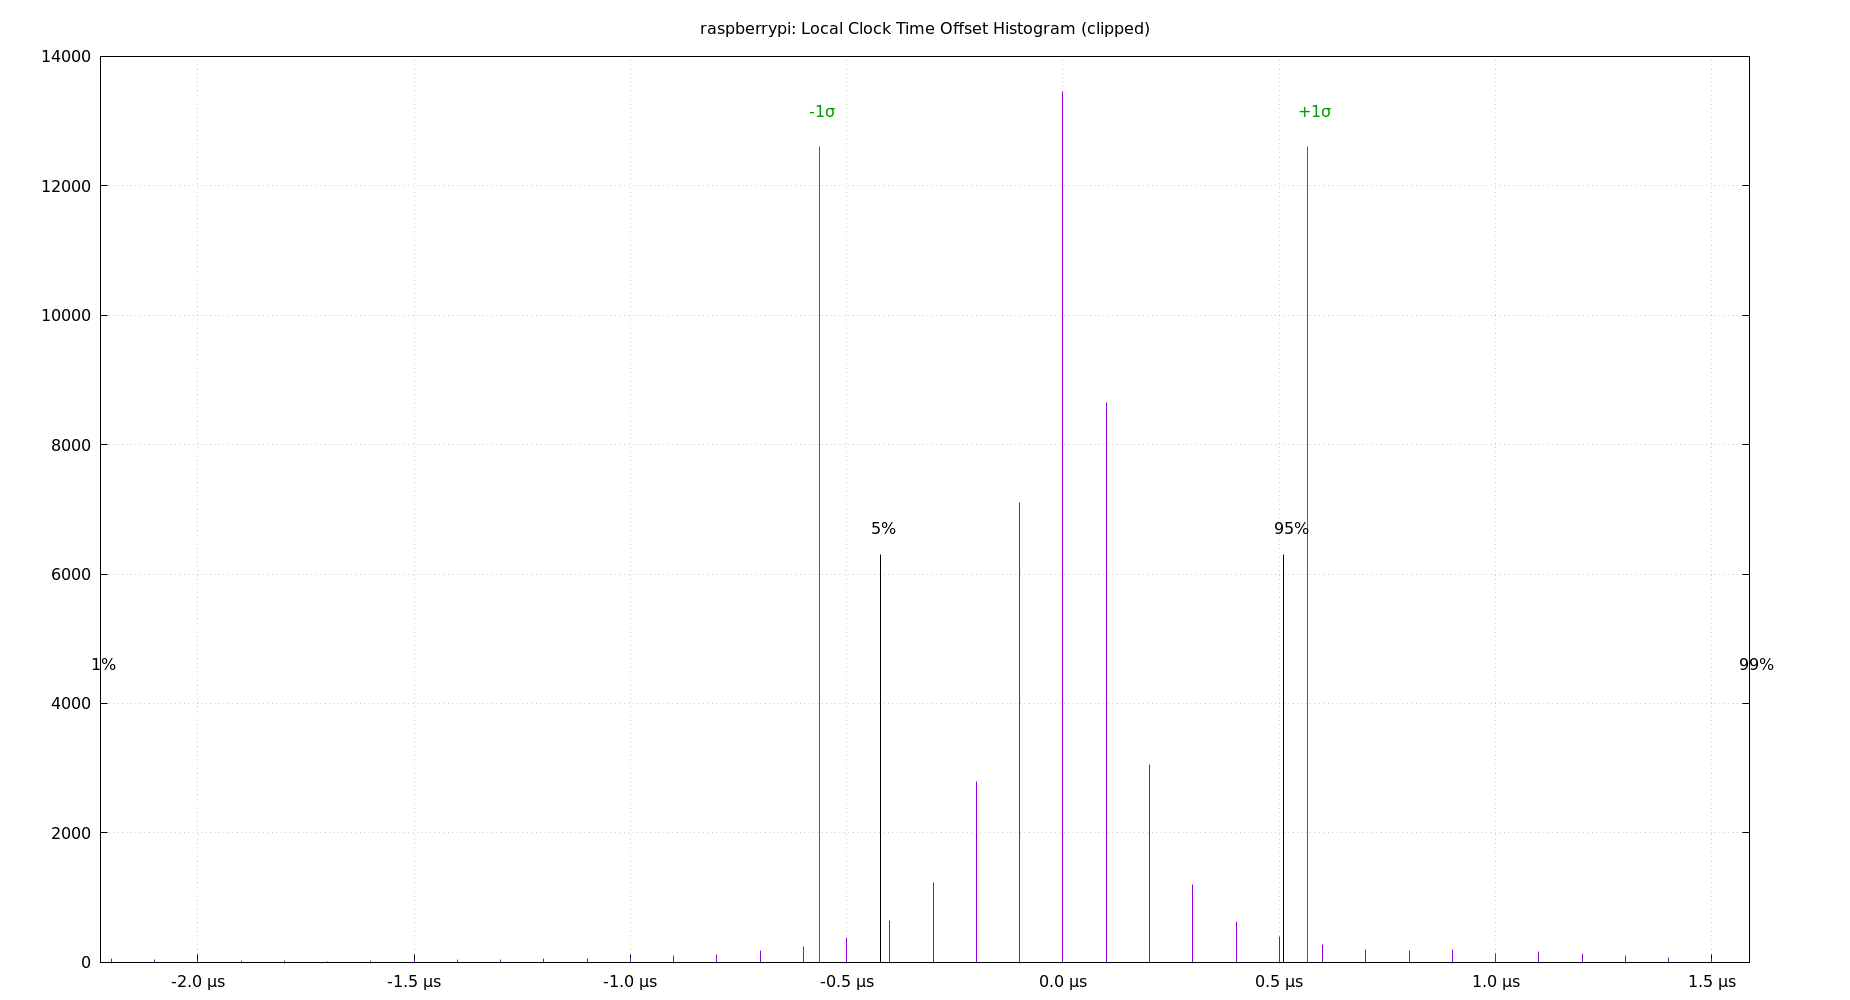 raspberrypi: Local Clock Time Offset Histogram (clipped)
14000
-1σ
+1σ
12000
10000
8000
5%
95%
6000
1%
99%
4000
2000
0
-2.0 µs
-1.5 µs
-1.0 µs
-0.5 µs
0.0 µs
0.5 µs
1.0 µs
1.5 µs